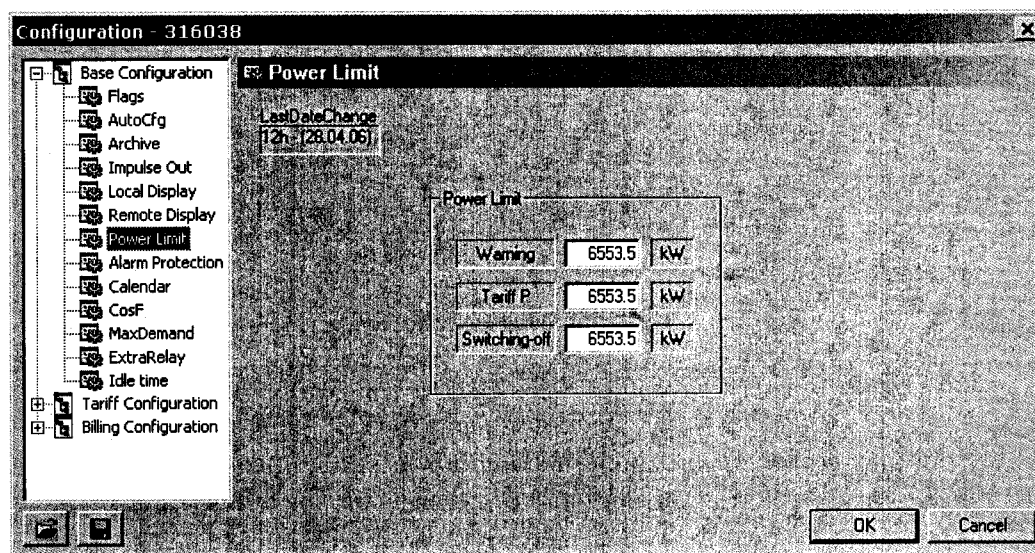 Configuration - 316038
Base Configuration
Flags
AutoCfg
Archive
Impulse Out
Local Display
Remote Display
Power Limit
Alarm Protection
Calendar
CosF
MaxDemand
ExtraRelay
Idle time
Tariff Configuration
Billing Configuration
Power Limit
LastDateChange
12h - [28.04.06]
Power Limit
Warning 6553.5 kW
Tariff P 6553.5 kW
Switching-off 6553.5 kW
OK Cancel